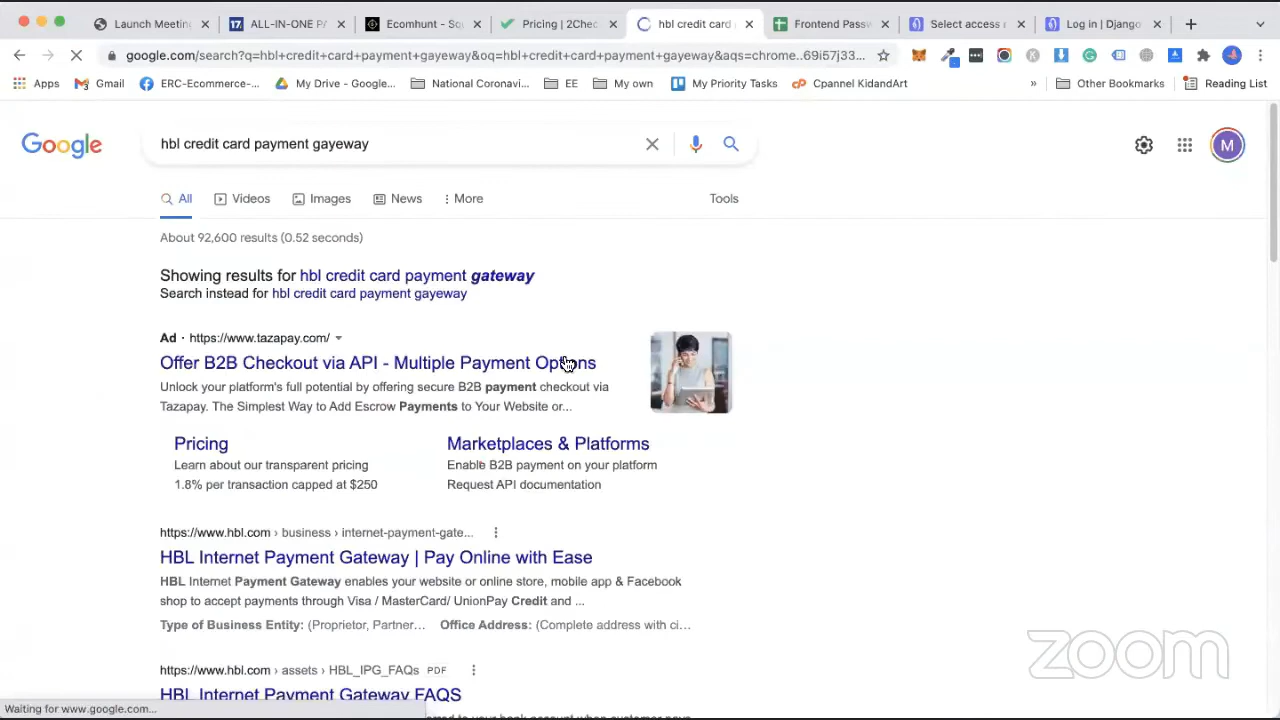 Launch Meeting
ALL-IN-ONE PA
Ecomhunt - Squ
Pricing | 2Chec
hbl credit card
Frontend Passw
Select access
Log in | Django
google.com/search?q=hbl+credit+card+payment+gayeway&oq=hbl+credit+card+payment+gayeway&aqs=chrome..69i57j33...
Apps
Gmail
ERC-Ecommerce-...
My Drive - Google...
National Coronavi...
EE
My own
My Priority Tasks
Cpannel KidandArt
»
Other Bookmarks
Reading List
Google
hbl credit card payment gayeway
M
All
Videos
Images
News
More
Tools
About 92,600 results (0.52 seconds)
Showing results for hbl credit card payment gateway
Search instead for hbl credit card payment gayeway
Ad · https://www.tazapay.com/
Offer B2B Checkout via API - Multiple Payment Options
Unlock your platform's full potential by offering secure B2B payment checkout via
Tazapay. The Simplest Way to Add Escrow Payments to Your Website or...
Pricing
Learn about our transparent pricing
1.8% per transaction capped at $250
Marketplaces & Platforms
Enable B2B payment on your platform
Request API documentation
https://www.hbl.com › business › internet-payment-gate...
HBL Internet Payment Gateway | Pay Online with Ease
HBL Internet Payment Gateway enables your website or online store, mobile app & Facebook
shop to accept payments through Visa / MasterCard/ UnionPay Credit and ...
Type of Business Entity: (Proprietor, Partner... Office Address: (Complete address with ci...
https://www.hbl.com › assets › HBL_IPG_FAQs PDF
HBL Internet Payment Gateway FAQS
Waiting for www.google.com...
zoom